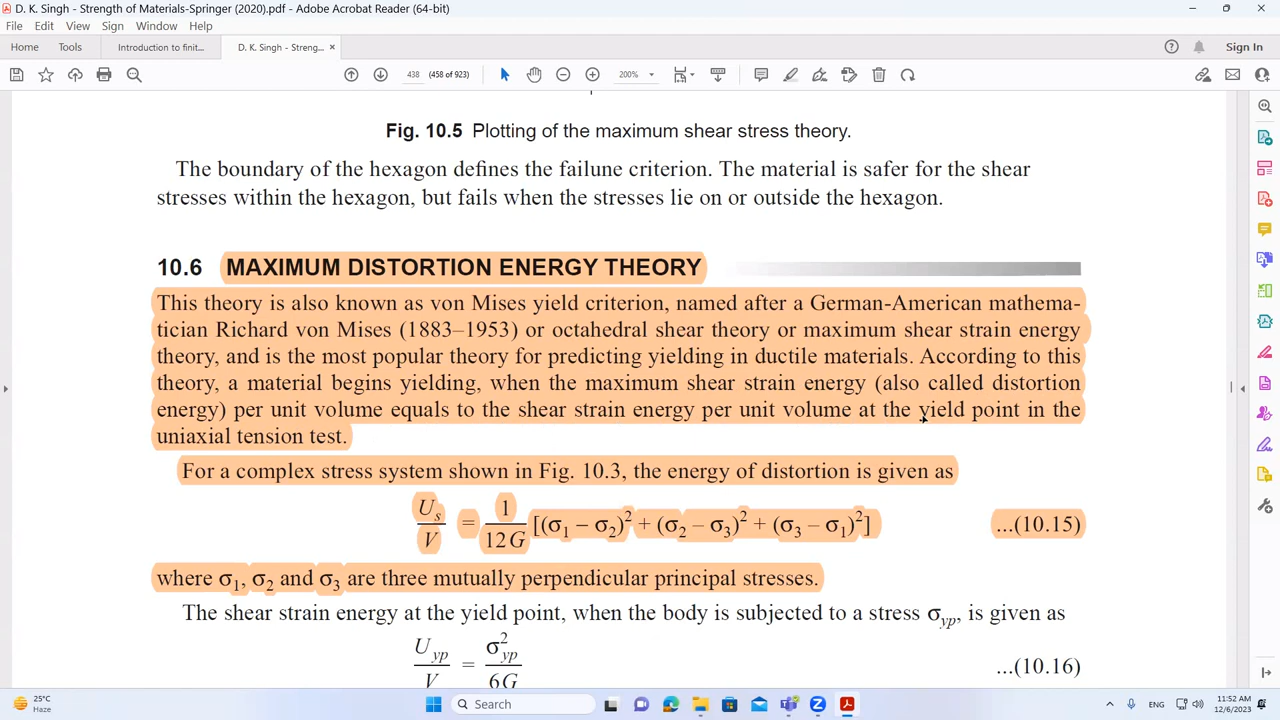 D. K. Singh - Strength of Materials-Springer (2020).pdf - Adobe Acrobat Reader (64-bit)
File Edit View Sign Window Help
Home Tools Introduction to finit... D. K. Singh - Streng... × Sign In
438 (458 of 923) 200%
Fig. 10.5 Plotting of the maximum shear stress theory.
The boundary of the hexagon defines the failune criterion. The material is safer for the shear
stresses within the hexagon, but fails when the stresses lie on or outside the hexagon.
10.6 MAXIMUM DISTORTION ENERGY THEORY
This theory is also known as von Mises yield criterion, named after a German-American mathema-
tician Richard von Mises (1883–1953) or octahedral shear theory or maximum shear strain energy
theory, and is the most popular theory for predicting yielding in ductile materials. According to this
theory, a material begins yielding, when the maximum shear strain energy (also called distortion
energy) per unit volume equals to the shear strain energy per unit volume at the yield point in the
uniaxial tension test.
For a complex stress system shown in Fig. 10.3, the energy of distortion is given as
U_s/V = 1/12 G [(σ1 – σ2)² + (σ2 – σ3)² + (σ3 – σ1)²] ...(10.15)
where σ1, σ2 and σ3 are three mutually perpendicular principal stresses.
The shear strain energy at the yield point, when the body is subjected to a stress σyp, is given as
U_yp/V = σ²yp/6G ...(10.16)
25°C
Haze
Search
ENG
11:52 AM
12/6/2023